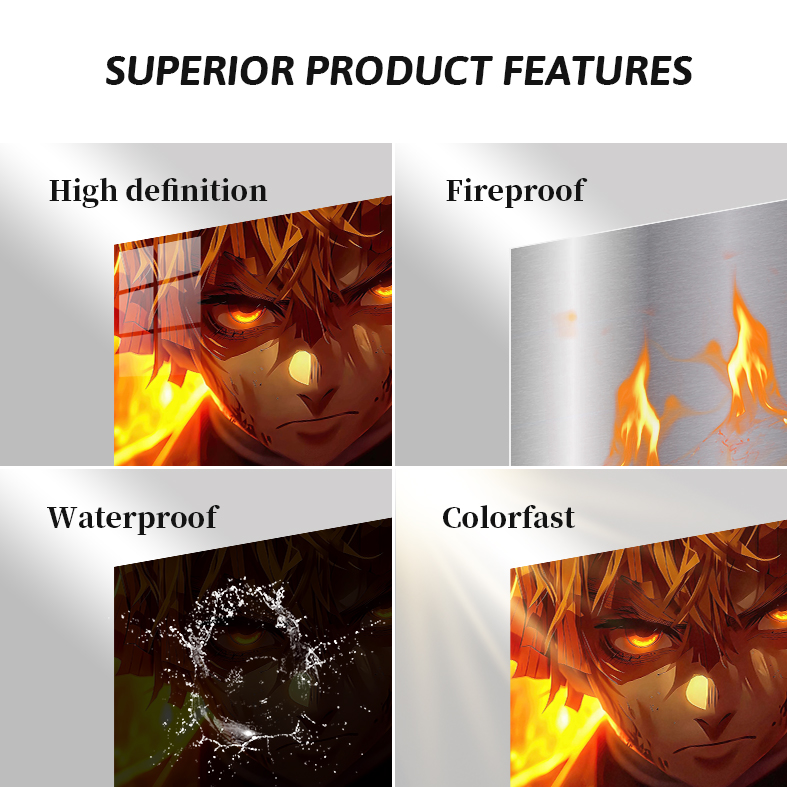 SUPERIOR PRODUCT FEATURES
High definition
Fireproof
Waterproof
Colorfast